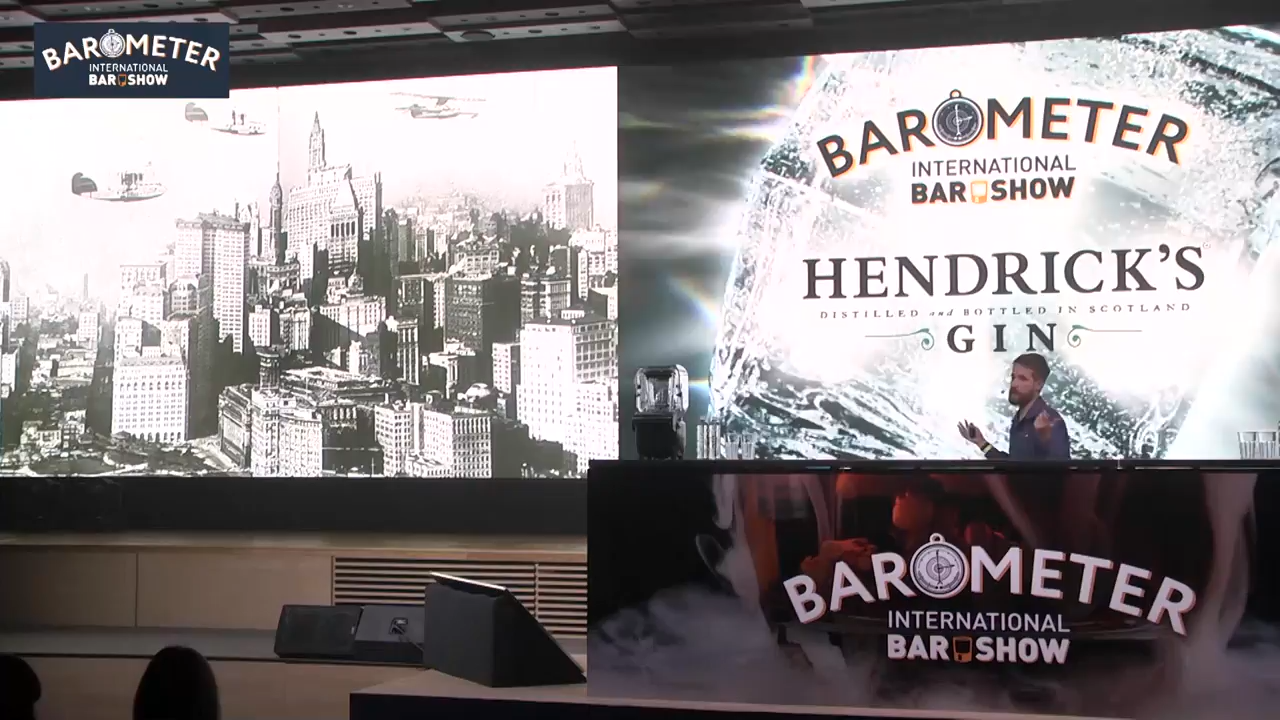 BAROMETER
INTERNATIONAL
BAR SHOW
BAROMETER
INTERNATIONAL
BAR SHOW
HENDRICK'S
DISTILLED and BOTTLED IN SCOTLAND
GIN
BAROMETER
INTERNATIONAL
BAR SHOW